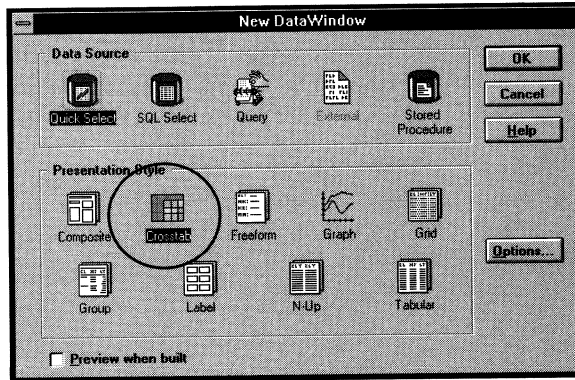 New DataWindow
Data Source
OK
Quick Select
SQL Select
Query
External
Stored
Procedure
Cancel
Help
Presentation Style
Composite
Crosstab
Freeform
Graph
Grid
Options...
Group
Label
N-Up
Tabular
Preview when built